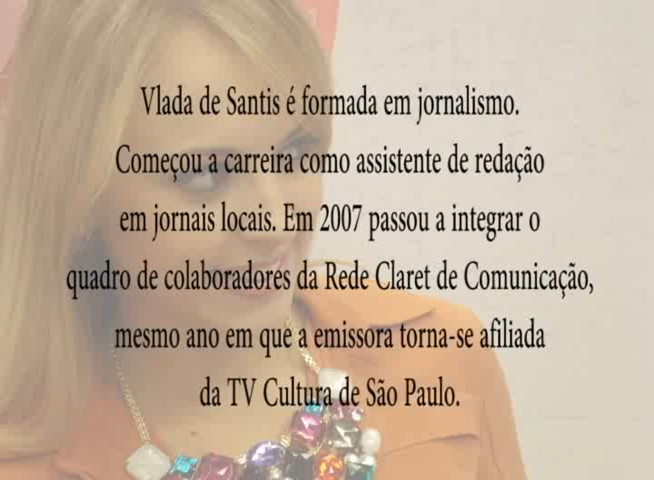 Vlada de Santis é formada em jornalismo.
Começou a carreira como assistente de redação
em jornais locais. Em 2007 passou a integrar o
quadro de colaboradores da Rede Claret de Comunicação,
mesmo ano em que a emissora torna-se afiliada
da TV Cultura de São Paulo.